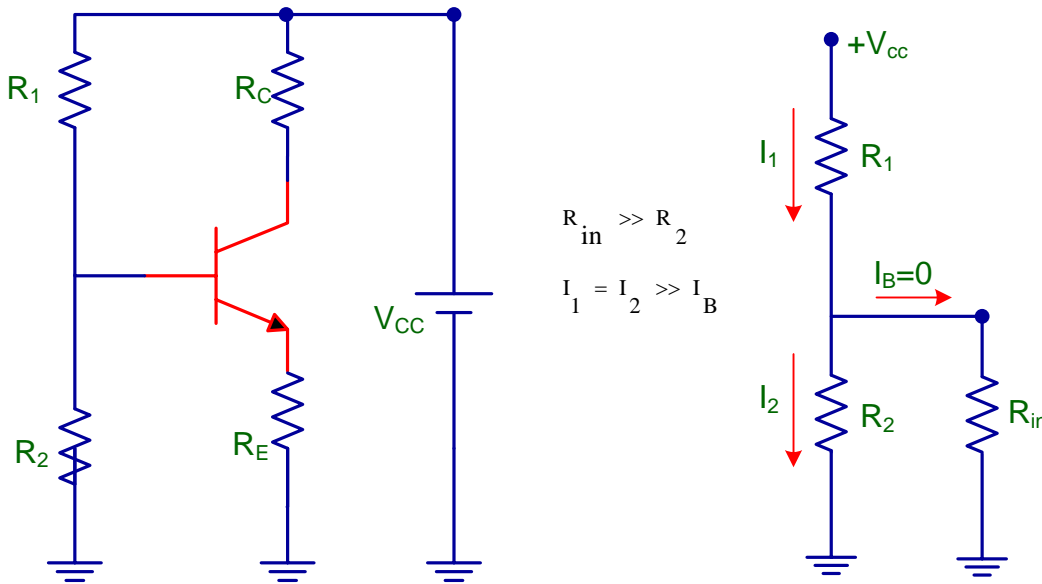 R1
RC
R2
RE
VCC
Rin >> R2
I1 = I2 >> IB
+Vcc
I1
R1
IB=0
I2
R2
Rin